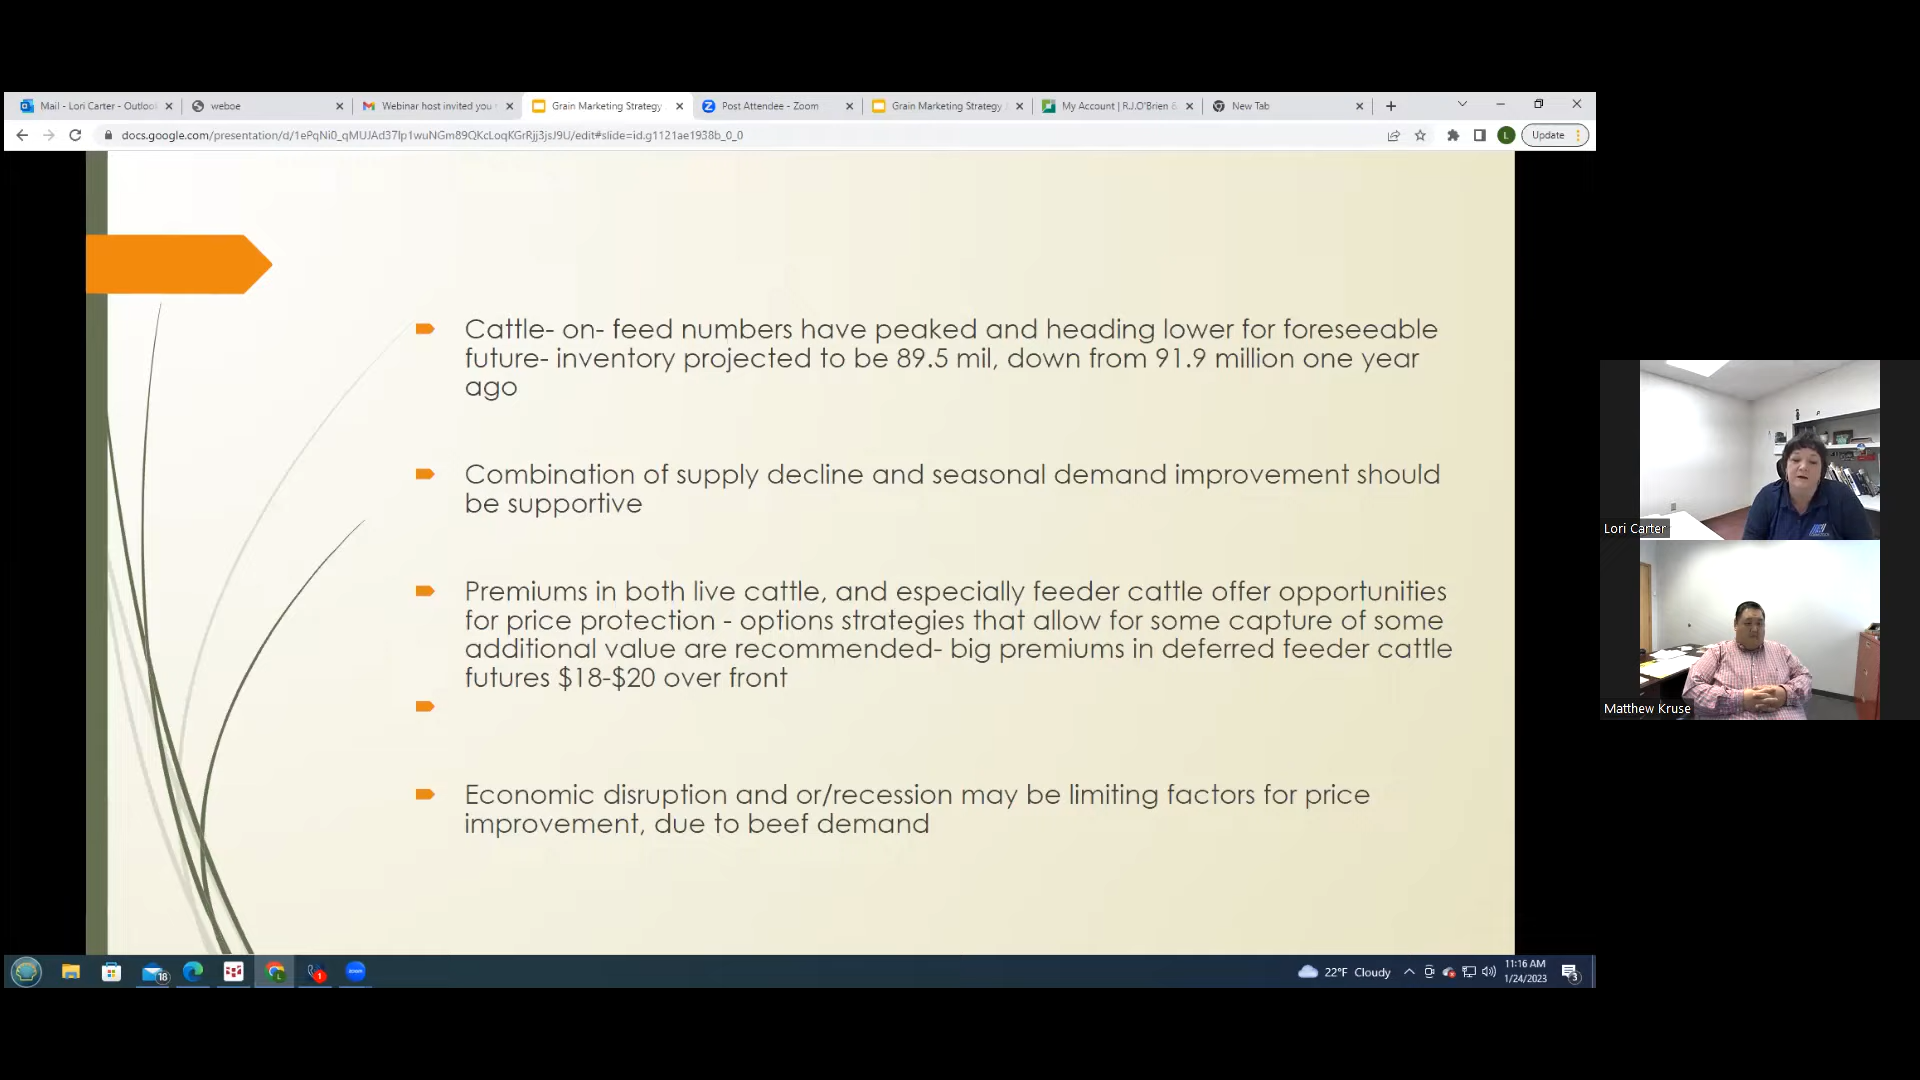 Mail - Lori Carter - Outlook
weboe
Webinar host invited you
Grain Marketing Strategy
Post Attendee - Zoom
Grain Marketing Strategy
My Account | R.J.O'Brien &
New Tab
docs.google.com/presentation/d/1ePqNi0_qMUJAd37lp1wuNGm89QKcLoqKGrRjj3jsJ9U/edit#slide=id.g1121ae1938b_0_0
L
Update
Cattle- on- feed numbers have peaked and heading lower for foreseeable
future- inventory projected to be 89.5 mil, down from 91.9 million one year
ago
Combination of supply decline and seasonal demand improvement should
be supportive
Premiums in both live cattle, and especially feeder cattle offer opportunities
for price protection - options strategies that allow for some capture of some
additional value are recommended- big premiums in deferred feeder cattle
futures $18-$20 over front
Economic disruption and or/recession may be limiting factors for price
improvement, due to beef demand
Lori Carter
Matthew Kruse
18
1
zoom
22°F Cloudy
11:16 AM
1/24/2023
3